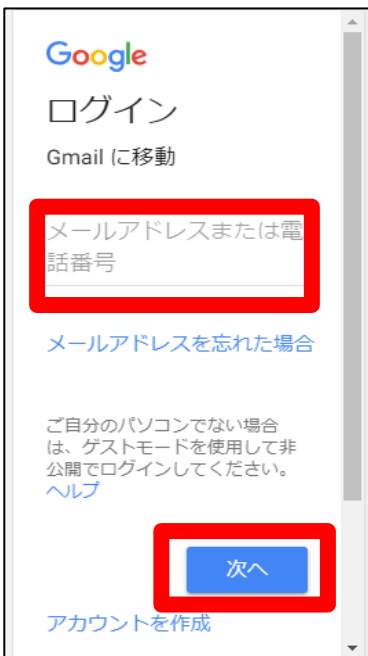 Google
ログイン
Gmail に移動
メールアドレスまたは電
話番号
メールアドレスを忘れた場合
ご自分のパソコンでない場合
は、ゲストモードを使用して非
公開でログインしてください。
ヘルプ
次へ
アカウントを作成